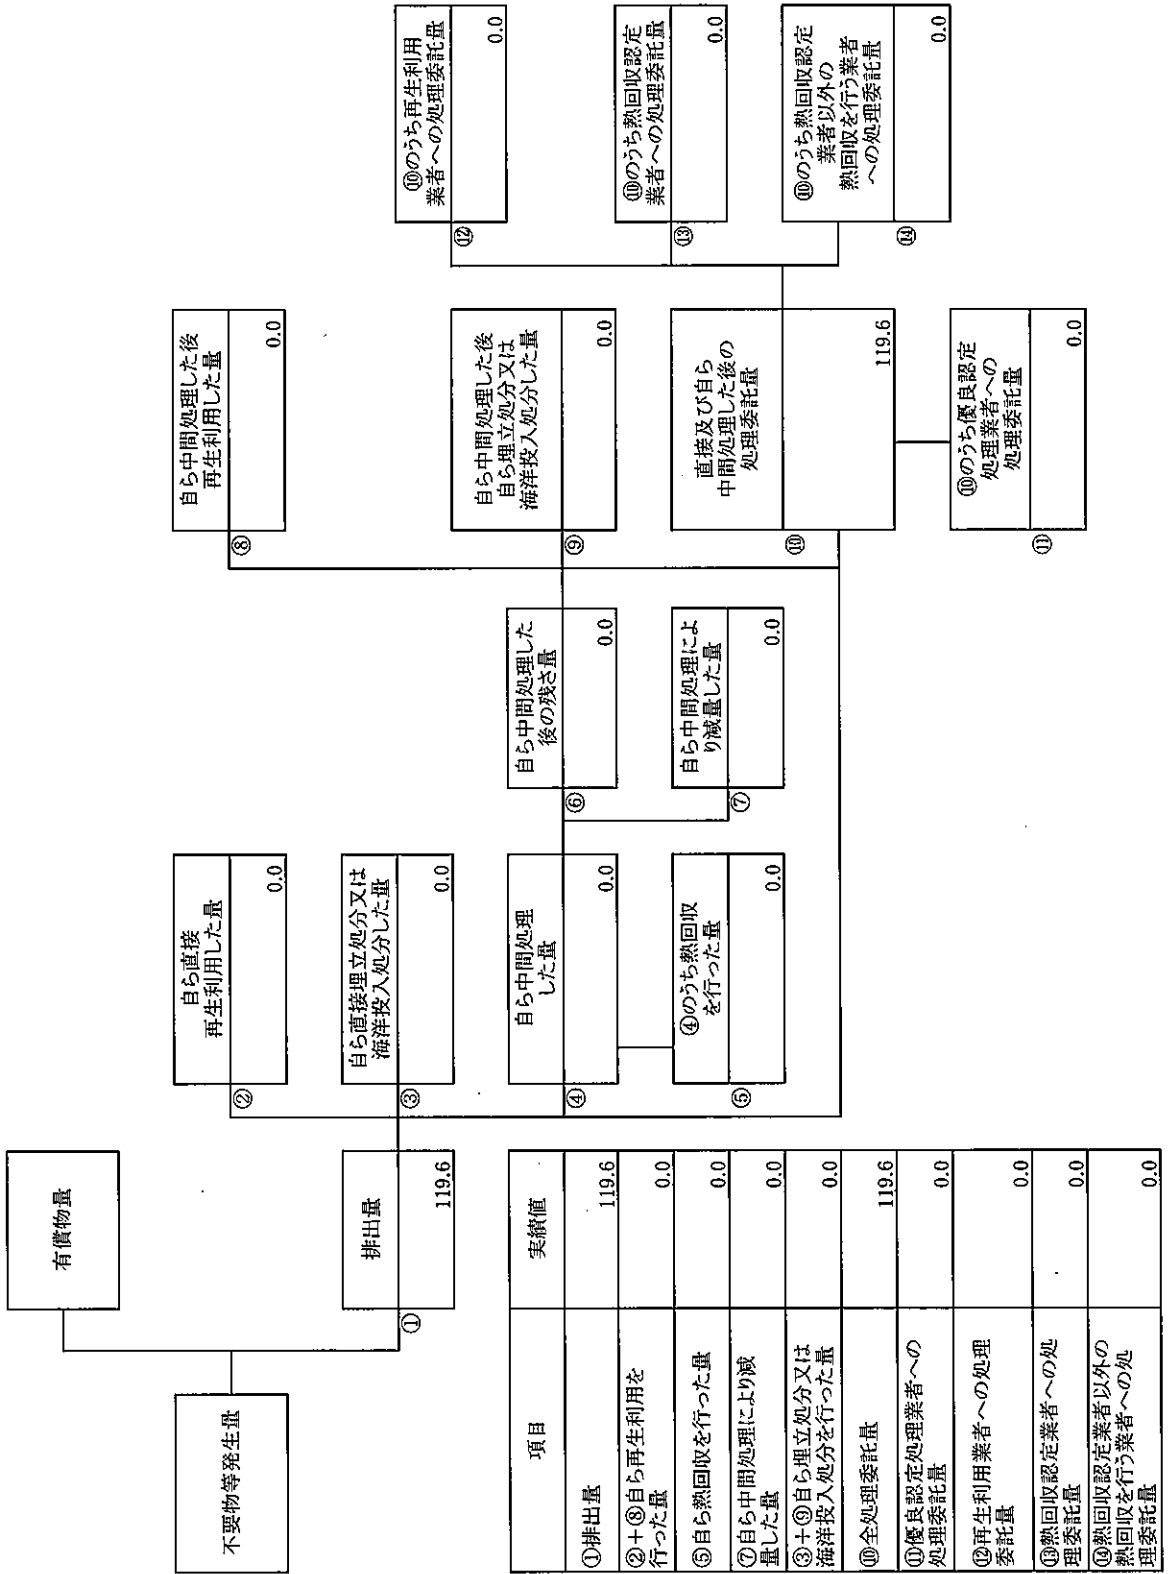 不要物等発生量
有償物量
①
排出量
119.6
②
自ら直接
再生利用した量
0.0
③
自ら直接埋立処分又は
海洋投入処分した量
0.0
④
自ら中間処理
した量
0.0
⑤
④のうち熱回収
を行った量
0.0
⑥
自ら中間処理した
後の残さ量
0.0
⑦
自ら中間処理によ
り減量した量
0.0
⑧
自ら中間処理した後
再生利用した量
0.0
⑨
自ら中間処理した後
自ら埋立処分又は
海洋投入処分した量
0.0
⑩
直接及び自ら
中間処理した後の
処理委託量
119.6
⑪
⑩のうち優良認定
処理業者への
処理委託量
0.0
⑫
⑩のうち再生利用
業者への処理委託量
0.0
⑬
⑩のうち熱回収認定
業者への処理委託量
0.0
⑭
⑩のうち熱回収認定
業者以外の
熱回収を行う業者
への処理委託量
0.0
項目
実績値
①排出量
119.6
②+⑧自ら再生利用を
行った量
0.0
⑤自ら熱回収を行った量
0.0
⑦自ら中間処理により減
量した量
0.0
③+⑨自ら埋立処分又は
海洋投入処分を行った量
0.0
⑩全処理委託量
119.6
⑪優良認定処理業者への
処理委託量
0.0
⑫再生利用業者への処理
委託量
0.0
⑬熱回収認定業者への処
理委託量
0.0
⑭熱回収認定業者以外の
熱回収を行う業者への処
理委託量
0.0